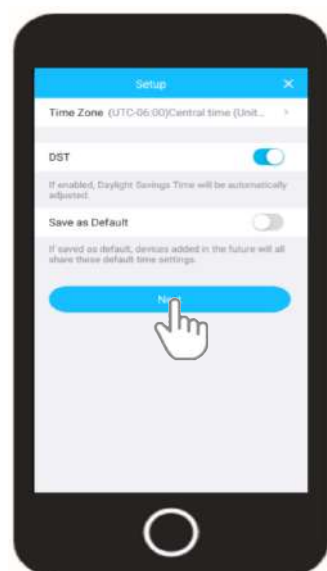 Setup
Time Zone (UTC-06:00)Central time (Unit...
DST
If enabled, Daylight Savings Time will be automatically
adjusted.
Save as Default
If saved as default, devices added in the future will all
share these default time settings.
Next